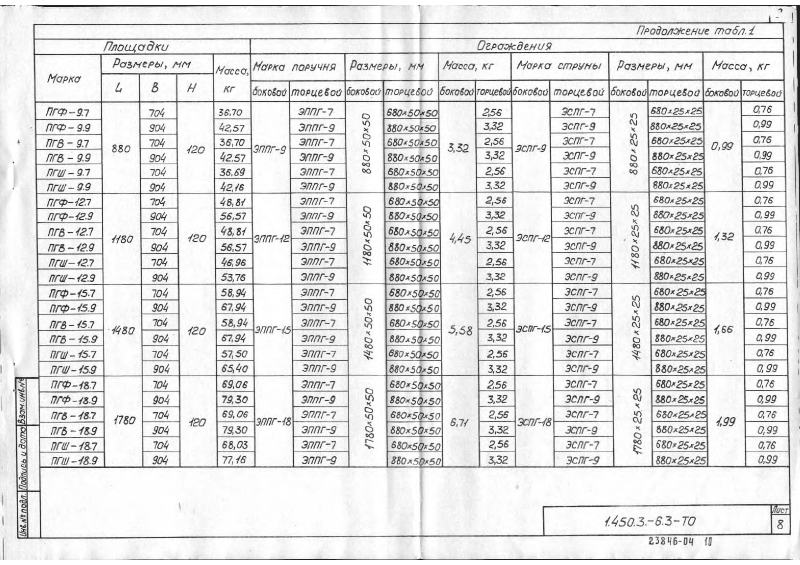 Продолжение табл. 1
Площадки Ограждения
Марка Размеры, мм Масса, кг Марка поручня Размеры, мм Масса, кг Марка струны Размеры, мм Масса, кг
L B H боковой торцевой боковой торцевой боковой торцевой боковой торцевой боковой торцевой боковой торцевой
ПГФ-9.7 880 704 120 36,70 ЭППГ-9 ЭППГ-7 880×50×50 680×50×50 3,32 2,56 ЭСПГ-9 ЭСПГ-7 880×25×25 680×25×25 0,99 0,76
ПГФ-9.9 904 42,57 ЭППГ-9 880×50×50 3,32 ЭСПГ-9 880×25×25 0,99
ПГВ-9.7 704 36,70 ЭППГ-7 680×50×50 2,56 ЭСПГ-7 680×25×25 0,76
ПГВ-9.9 904 42,57 ЭППГ-9 880×50×50 3,32 ЭСПГ-9 880×25×25 0,99
ПГШ-9.7 704 36,69 ЭППГ-7 680×50×50 2,56 ЭСПГ-7 680×25×25 0,76
ПГШ-9.9 904 42,16 ЭППГ-9 880×50×50 3,32 ЭСПГ-9 880×25×25 0,99
ПГФ-12.7 1180 704 120 48,81 ЭППГ-12 ЭППГ-7 1180×50×50 680×50×50 4,45 2,56 ЭСПГ-12 ЭСПГ-7 1180×25×25 680×25×25 1,32 0,76
ПГФ-12.9 904 56,57 ЭППГ-9 880×50×50 3,32 ЭСПГ-9 880×25×25 0,99
ПГВ-12.7 704 48,81 ЭППГ-7 680×50×50 2,56 ЭСПГ-7 680×25×25 0,76
ПГВ-12.9 904 56,57 ЭППГ-9 880×50×50 3,32 ЭСПГ-9 880×25×25 0,99
ПГШ-12.7 704 46,96 ЭППГ-7 680×50×50 2,56 ЭСПГ-7 680×25×25 0,76
ПГШ-12.9 904 53,76 ЭППГ-9 880×50×50 3,32 ЭСПГ-9 880×25×25 0,99
ПГФ-15.7 1480 704 120 58,94 ЭППГ-15 ЭППГ-7 1480×50×50 680×50×50 5,58 2,56 ЭСПГ-15 ЭСПГ-7 1480×25×25 680×25×25 1,66 0,76
ПГФ-15.9 904 67,94 ЭППГ-9 880×50×50 3,32 ЭСПГ-9 880×25×25 0,99
ПГВ-15.7 704 58,94 ЭППГ-7 680×50×50 2,56 ЭСПГ-7 680×25×25 0,76
ПГВ-15.9 904 67,94 ЭППГ-9 880×50×50 3,32 ЭСПГ-9 880×25×25 0,99
ПГШ-15.7 704 57,50 ЭППГ-7 680×50×50 2,56 ЭСПГ-7 680×25×25 0,76
ПГШ-15.9 904 65,40 ЭППГ-9 880×50×50 3,32 ЭСПГ-9 880×25×25 0,99
ПГФ-18.7 1780 704 120 69,06 ЭППГ-18 ЭППГ-7 1780×50×50 680×50×50 6,71 2,56 ЭСПГ-18 ЭСПГ-7 1780×25×25 680×25×25 1,99 0,76
ПГФ-18.9 904 79,30 ЭППГ-9 880×50×50 3,32 ЭСПГ-9 880×25×25 0,99
ПГВ-18.7 704 69,06 ЭППГ-7 680×50×50 2,56 ЭСПГ-7 680×25×25 0,76
ПГВ-18.9 904 79,30 ЭППГ-9 880×50×50 3,32 ЭСПГ-9 880×25×25 0,99
ПГШ-18.7 704 68,03 ЭППГ-7 680×50×50 2,56 ЭСПГ-7 680×25×25 0,76
ПГШ-18.9 904 77,16 ЭППГ-9 880×50×50 3,32 ЭСПГ-9 880×25×25 0,99
Инв.№ подл. Подпись и дата Взам.инв.№
1.450.3-6.3-ТО
Лист
8
23846-04 10